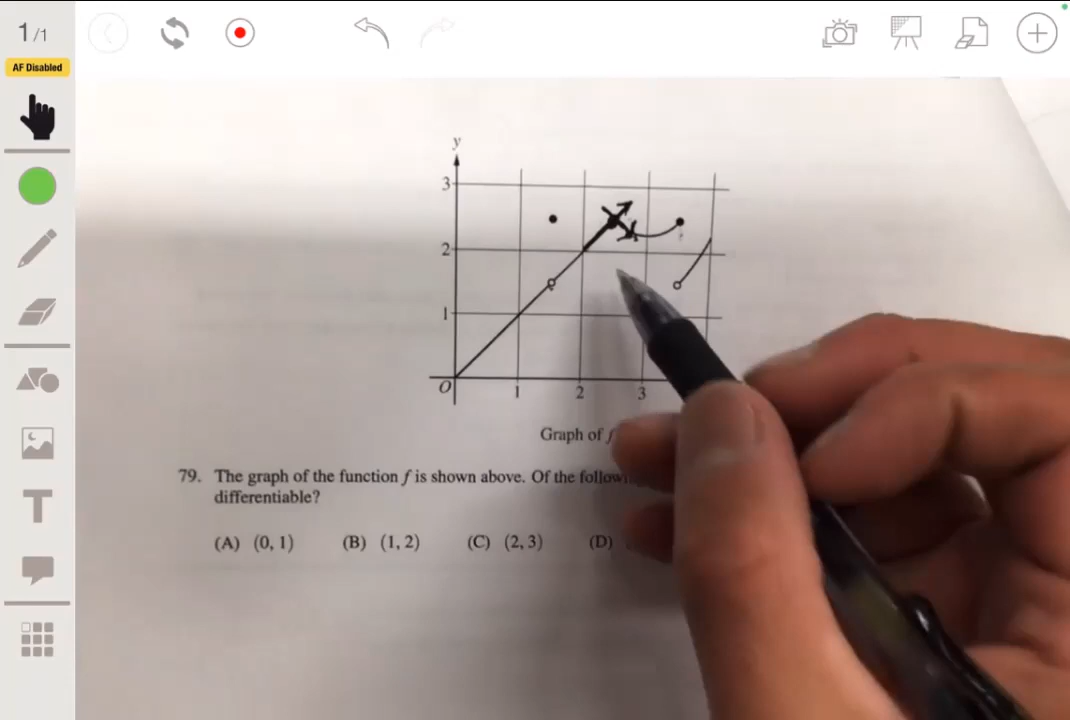 1/1
AF Disabled
y
3
2
1
O
1
2
3
Graph of f
79. The graph of the function f is shown above. Of the
differentiable?
(A) (0, 1) (B) (1, 2) (C) (2, 3) (D)
T